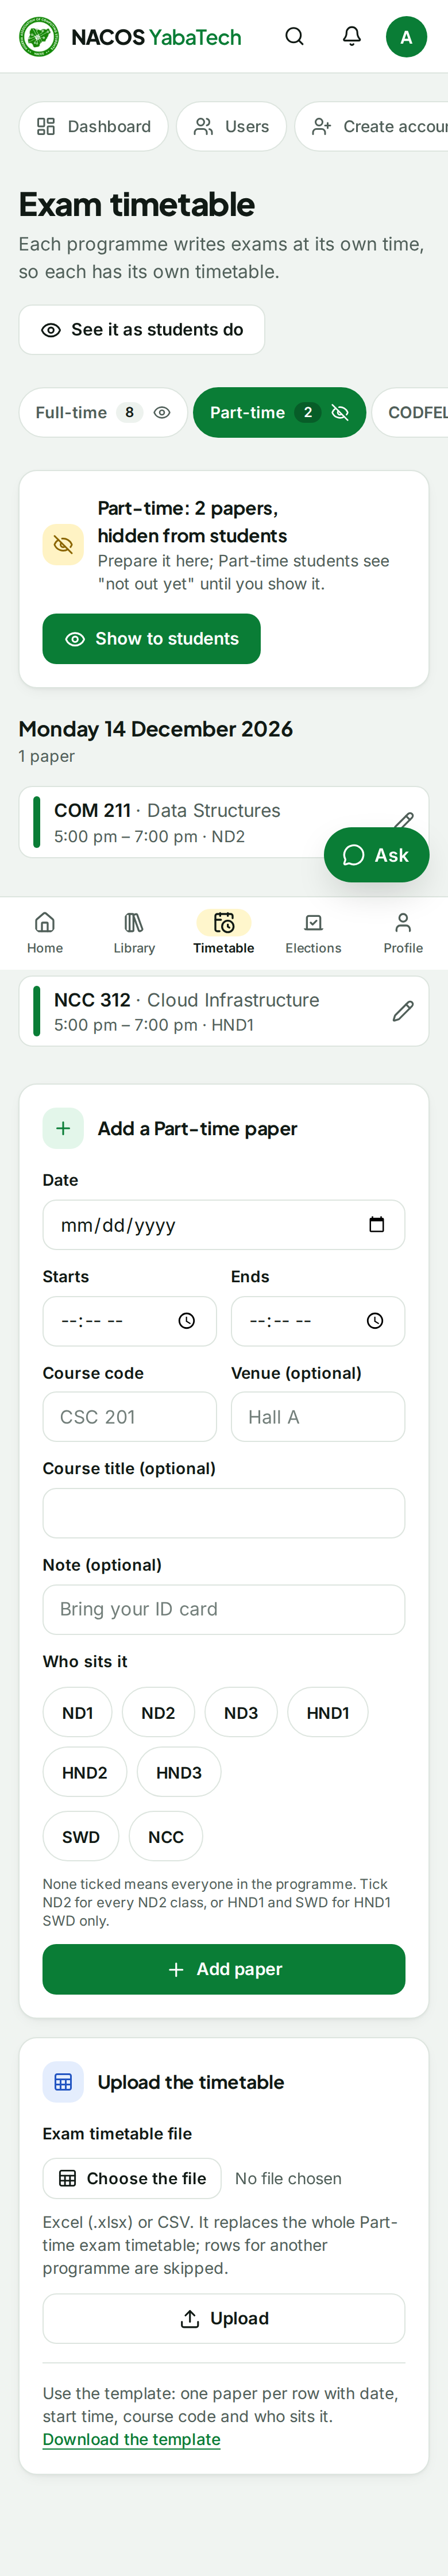 NACOS YabaTech
A
Dashboard
Users
Create accour
Exam timetable
Each programme writes exams at its own time,
so each has its own timetable.
See it as students do
Full-time 8
Part-time 2
CODFEL
Part-time: 2 papers,
hidden from students
Prepare it here; Part-time students see
"not out yet" until you show it.
Show to students
Monday 14 December 2026
1 paper
COM 211 · Data Structures
5:00 pm – 7:00 pm · ND2
Ask
Home
Library
Timetable
Elections
Profile
NCC 312 · Cloud Infrastructure
5:00 pm – 7:00 pm · HND1
Add a Part-time paper
Date
mm/dd/yyyy
Starts
Ends
--:-- --
--:-- --
Course code
Venue (optional)
CSC 201
Hall A
Course title (optional)
Note (optional)
Bring your ID card
Who sits it
ND1
ND2
ND3
HND1
HND2
HND3
SWD
NCC
None ticked means everyone in the programme. Tick
ND2 for every ND2 class, or HND1 and SWD for HND1
SWD only.
Add paper
Upload the timetable
Exam timetable file
Choose the file
No file chosen
Excel (.xlsx) or CSV. It replaces the whole Part-
time exam timetable; rows for another
programme are skipped.
Upload
Use the template: one paper per row with date,
start time, course code and who sits it.
Download the template